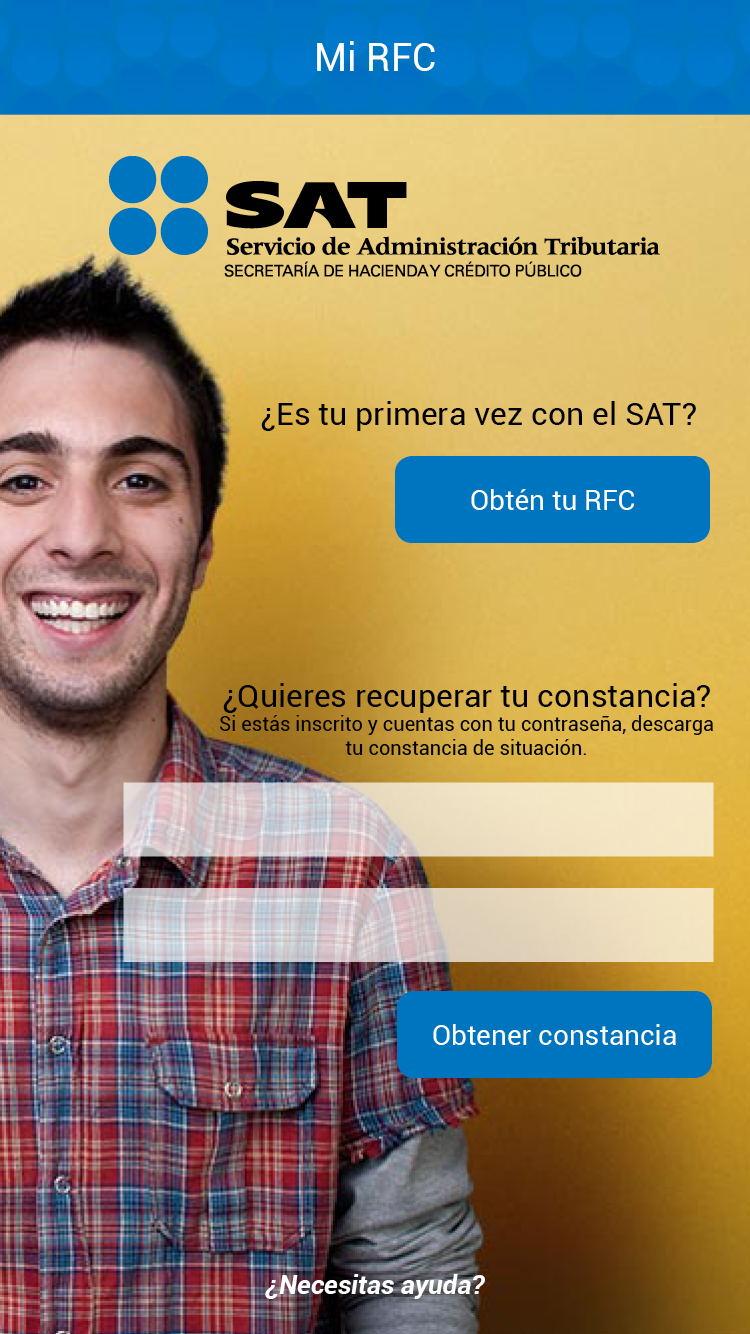 Mi RFC
SAT
Servicio de Administración Tributaria
SECRETARÍA DE HACIENDA Y CRÉDITO PÚBLICO
¿Es tu primera vez con el SAT?
Obtén tu RFC
¿Quieres recuperar tu constancia?
Si estás inscrito y cuentas con tu contraseña, descarga
tu constancia de situación.
Obtener constancia
¿Necesitas ayuda?